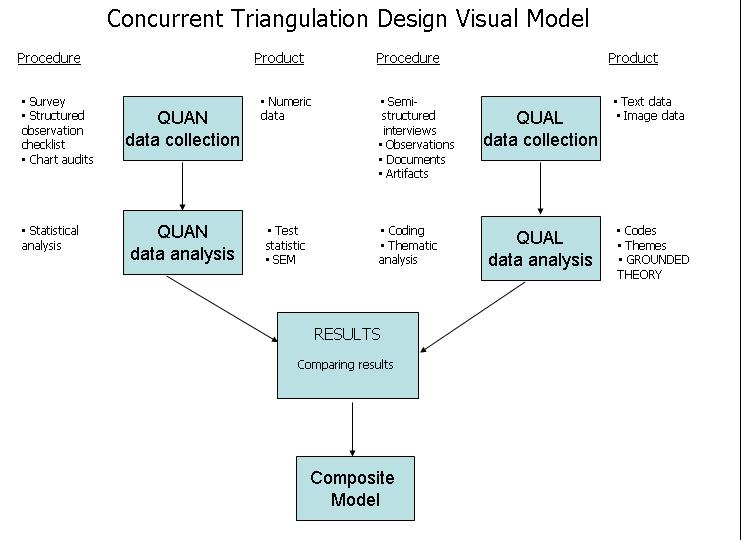 Concurrent Triangulation Design Visual Model
Procedure
Product
Procedure
Product
• Survey
• Structured
observation
checklist
• Chart audits
QUAN
data collection
• Numeric
data
• Semi-
structured
interviews
• Observations
• Documents
• Artifacts
QUAL
data collection
• Text data
• Image data
• Statistical
analysis
QUAN
data analysis
• Test
statistic
• SEM
• Coding
• Thematic
analysis
QUAL
data analysis
• Codes
• Themes
• GROUNDED
THEORY
RESULTS
Comparing results
Composite
Model